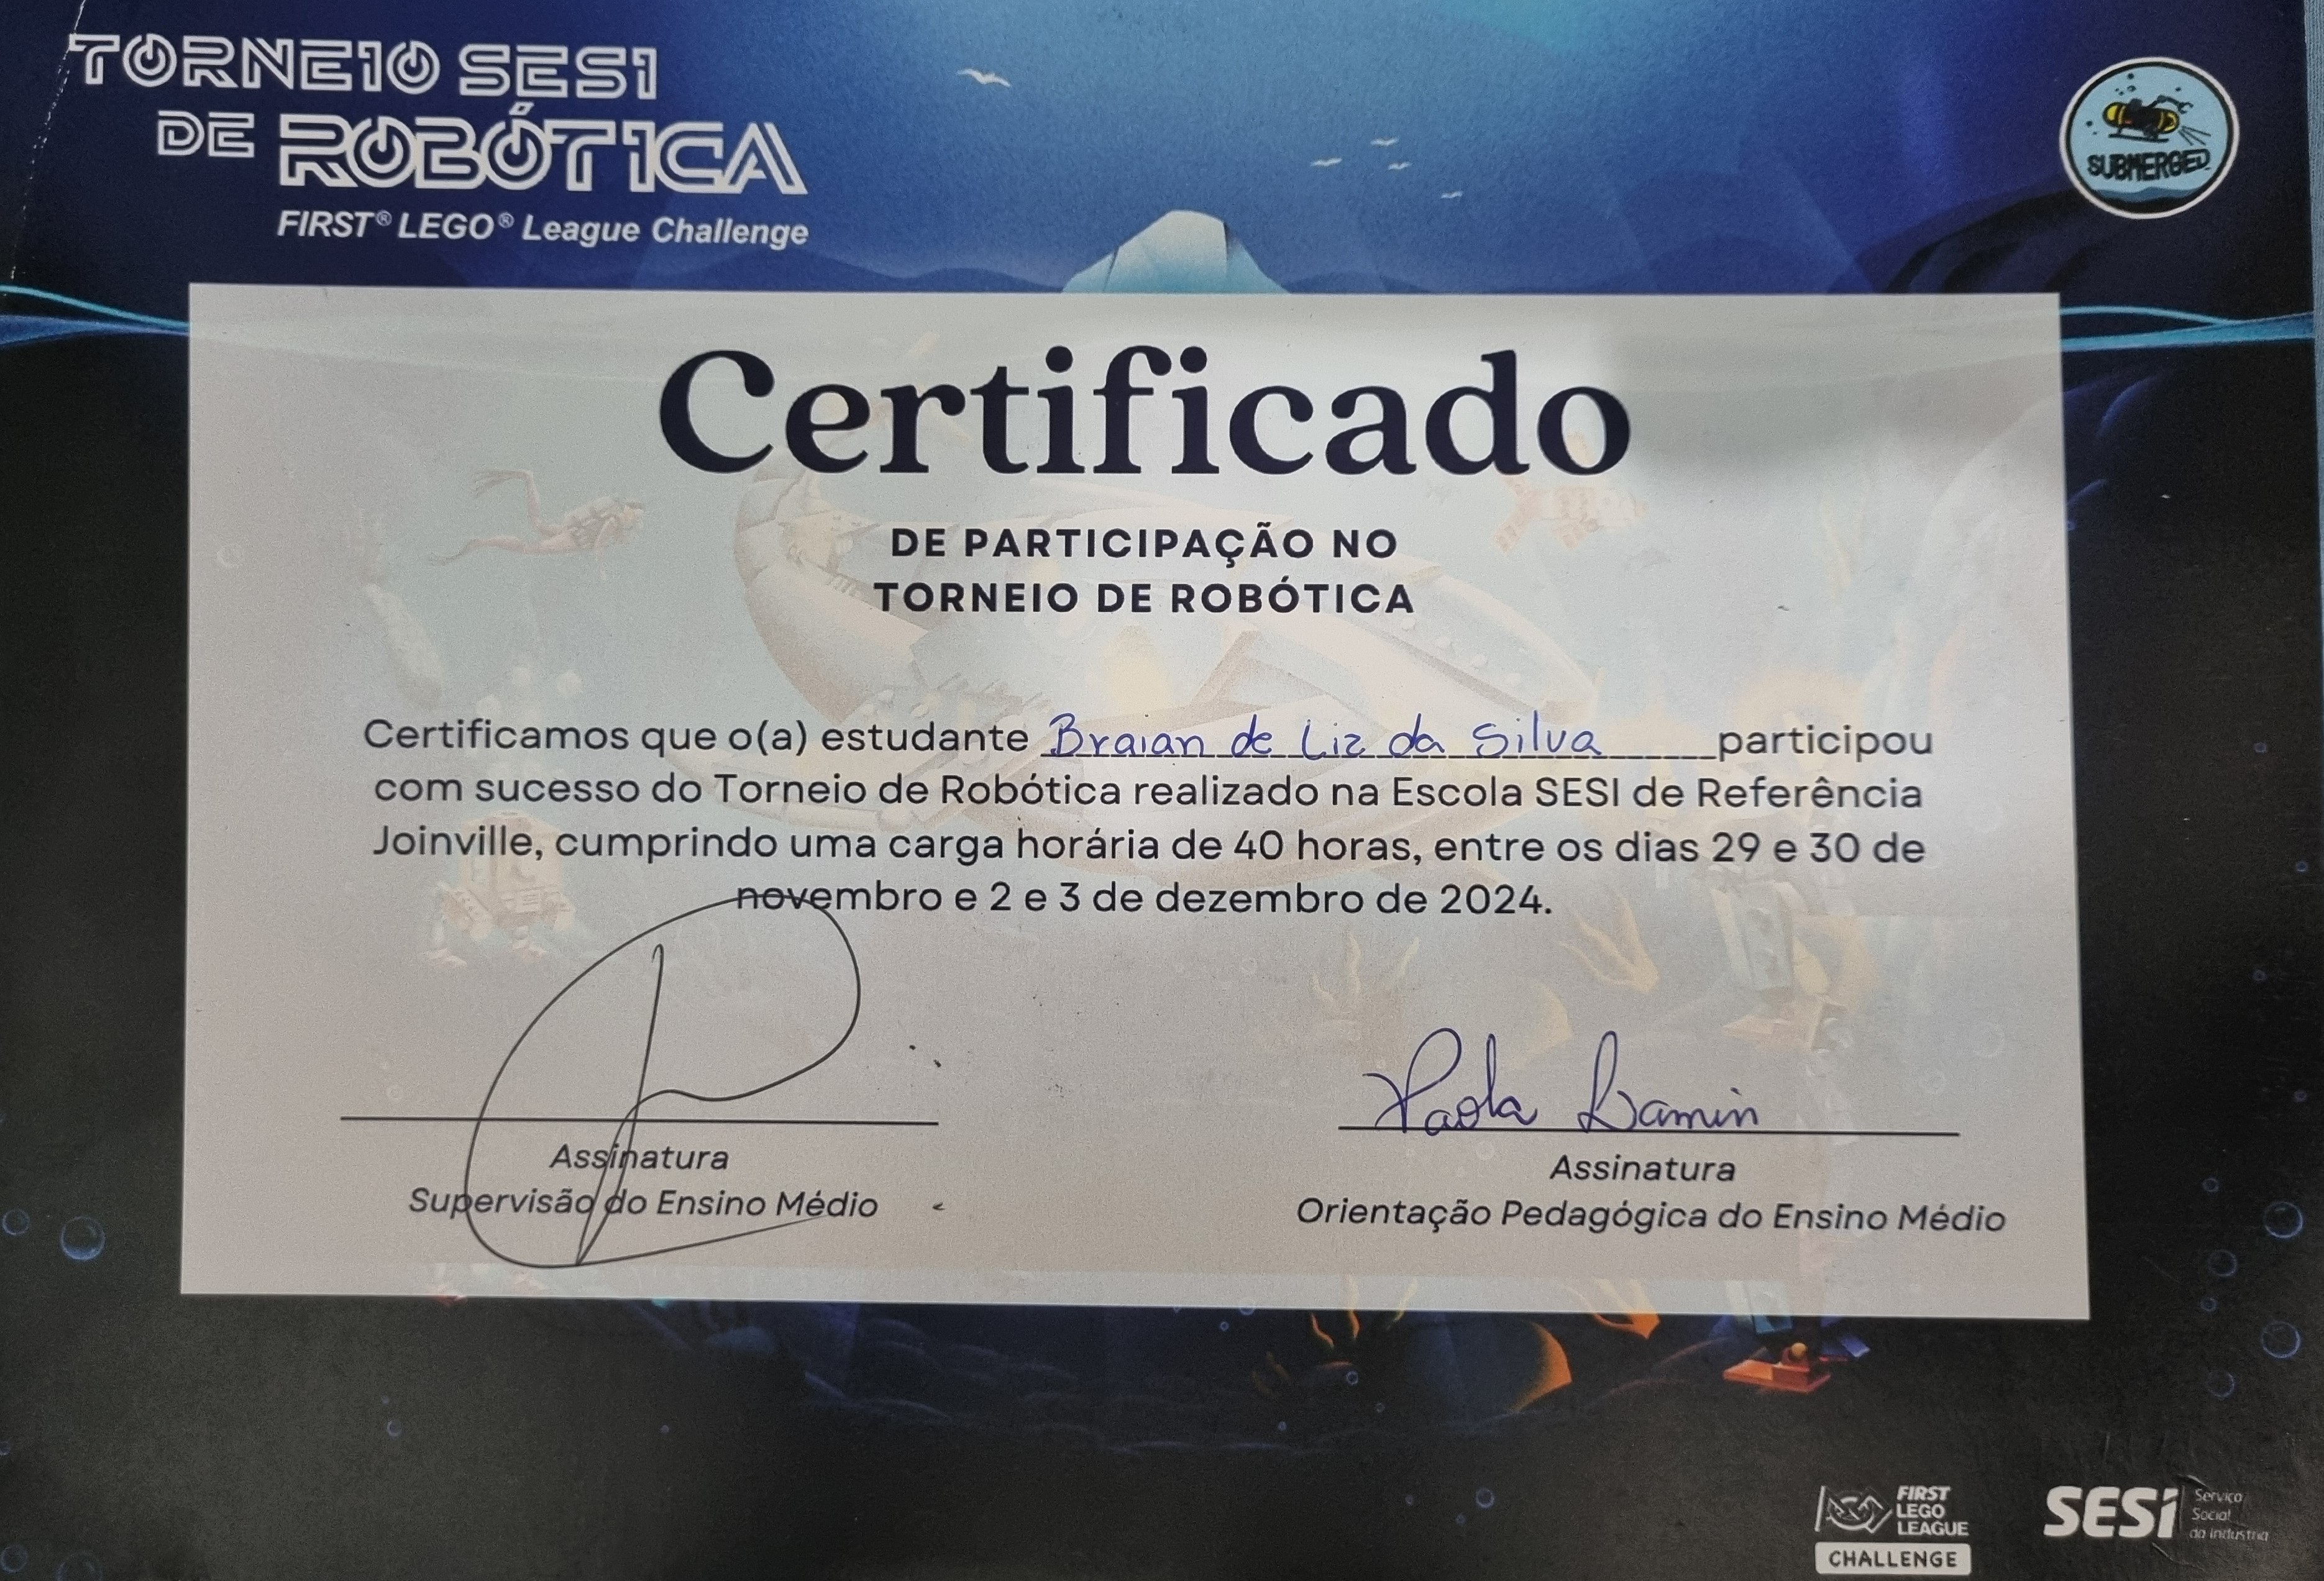 TORNEIO SESI
DE ROBÓTICA
FIRST® LEGO® League Challenge
SUBMERGED
Certificado
DE PARTICIPAÇÃO NO
TORNEIO DE ROBÓTICA
Certificamos que o(a) estudante Braian de Liz da Silva participou
com sucesso do Torneio de Robótica realizado na Escola SESI de Referência
Joinville, cumprindo uma carga horária de 40 horas, entre os dias 29 e 30 de
novembro e 2 e 3 de dezembro de 2024.
Paola Damin
Assinatura
Supervisão do Ensino Médio
Assinatura
Orientação Pedagógica do Ensino Médio
FIRST
LEGO
LEAGUE
CHALLENGE
SESI
Serviço
Social
da Indústria